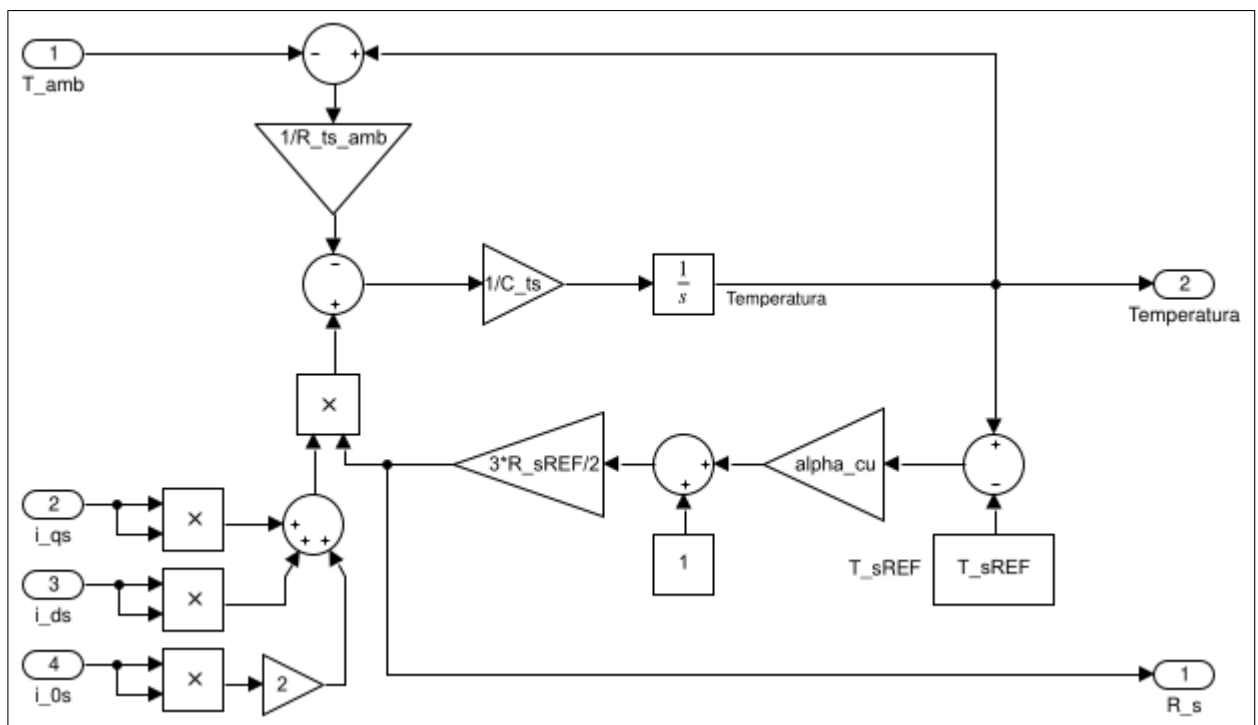 1
T_amb
- +
1/R_ts_amb
-
+
1/C_ts
1
s
Temperatura
2
Temperatura
×
3*R_sREF/2
+
+
alpha_cu
+
-
2
i_qs
×
+
+ +
1
T_sREF
T_sREF
3
i_ds
×
4
i_0s
×
2
1
R_s